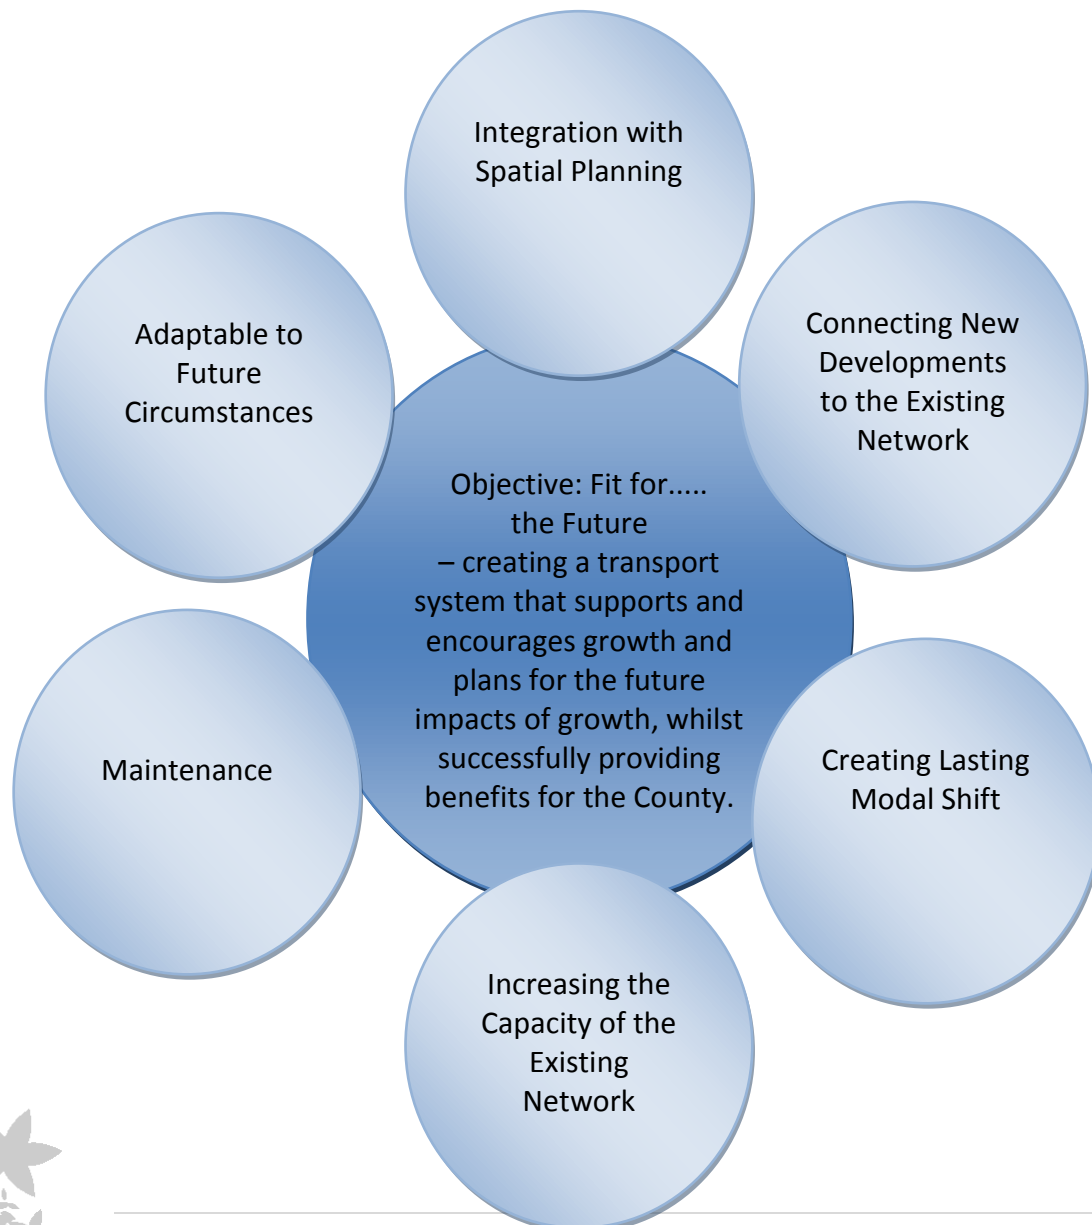 Integration with
Spatial Planning
Adaptable to
Future
Circumstances
Connecting New
Developments
to the Existing
Network
Objective: Fit for.....
the Future
– creating a transport
system that supports and
encourages growth and
plans for the future
impacts of growth, whilst
successfully providing
benefits for the County.
Maintenance
Creating Lasting
Modal Shift
Increasing the
Capacity of the
Existing
Network